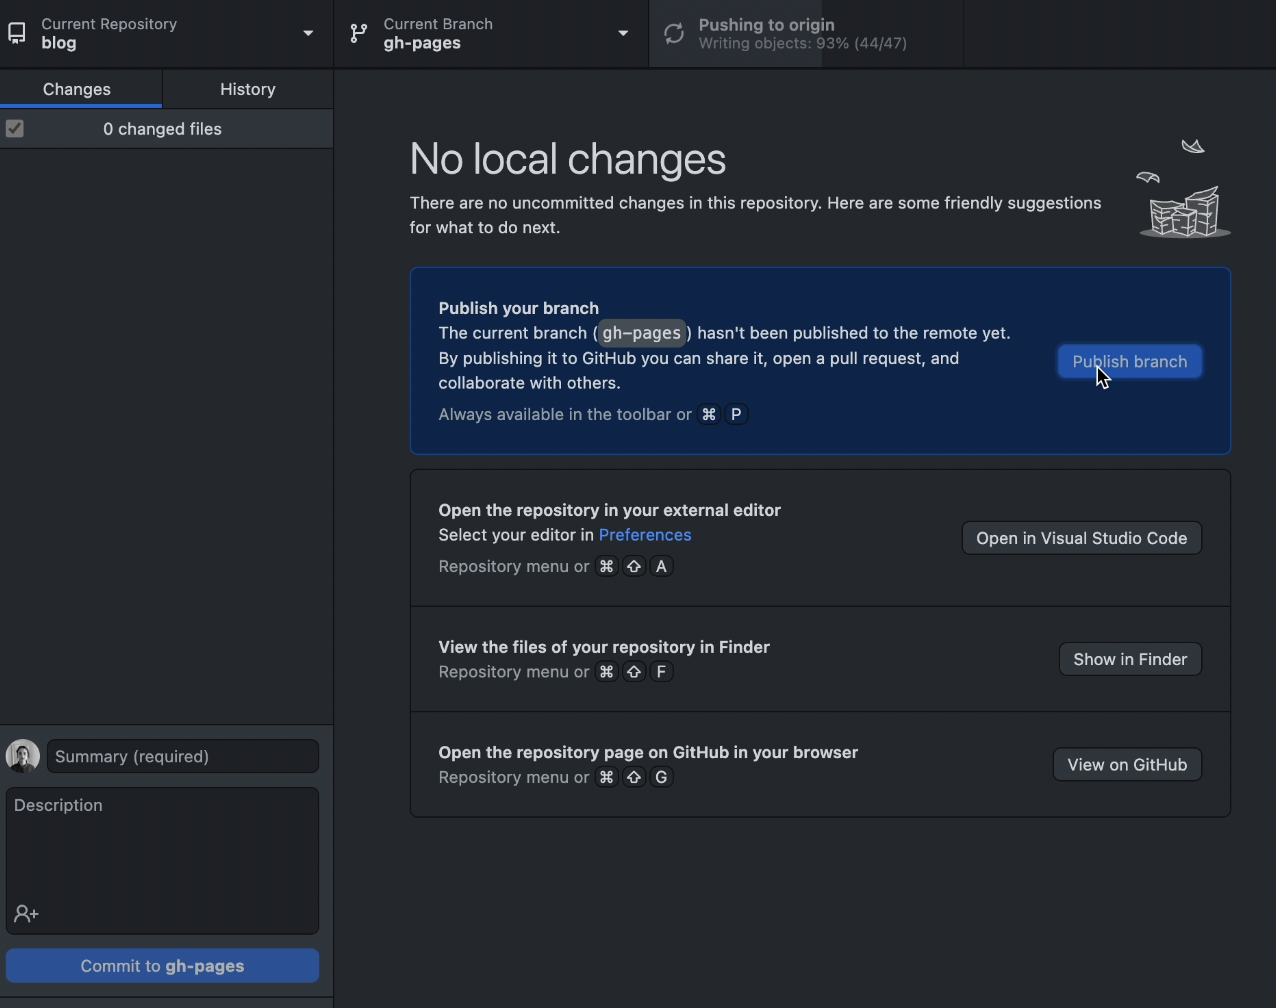 Current Repository
blog
Current Branch
gh-pages
Pushing to origin
Writing objects: 93% (44/47)
Changes
History
0 changed files
No local changes
There are no uncommitted changes in this repository. Here are some friendly suggestions
for what to do next.
Publish your branch
The current branch ( gh-pages ) hasn't been published to the remote yet.
By publishing it to GitHub you can share it, open a pull request, and
collaborate with others.
Always available in the toolbar or ⌘ P
Publish branch
Open the repository in your external editor
Select your editor in Preferences
Repository menu or ⌘ ⇧ A
Open in Visual Studio Code
View the files of your repository in Finder
Repository menu or ⌘ ⇧ F
Show in Finder
Open the repository page on GitHub in your browser
Repository menu or ⌘ ⇧ G
View on GitHub
Summary (required)
Description
Commit to gh-pages